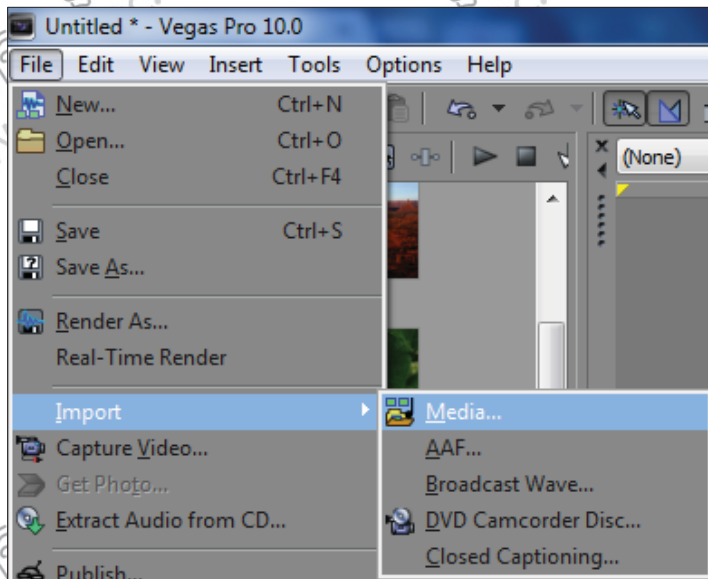 Untitled * - Vegas Pro 10.0
File Edit View Insert Tools Options Help
New... Ctrl+N
Open... Ctrl+O
Close Ctrl+F4
(None)
Save Ctrl+S
Save As...
Render As...
Real-Time Render
Import
Media...
Capture Video...
AAF...
Get Photo...
Broadcast Wave...
Extract Audio from CD...
DVD Camcorder Disc...
Closed Captioning...
Publish...